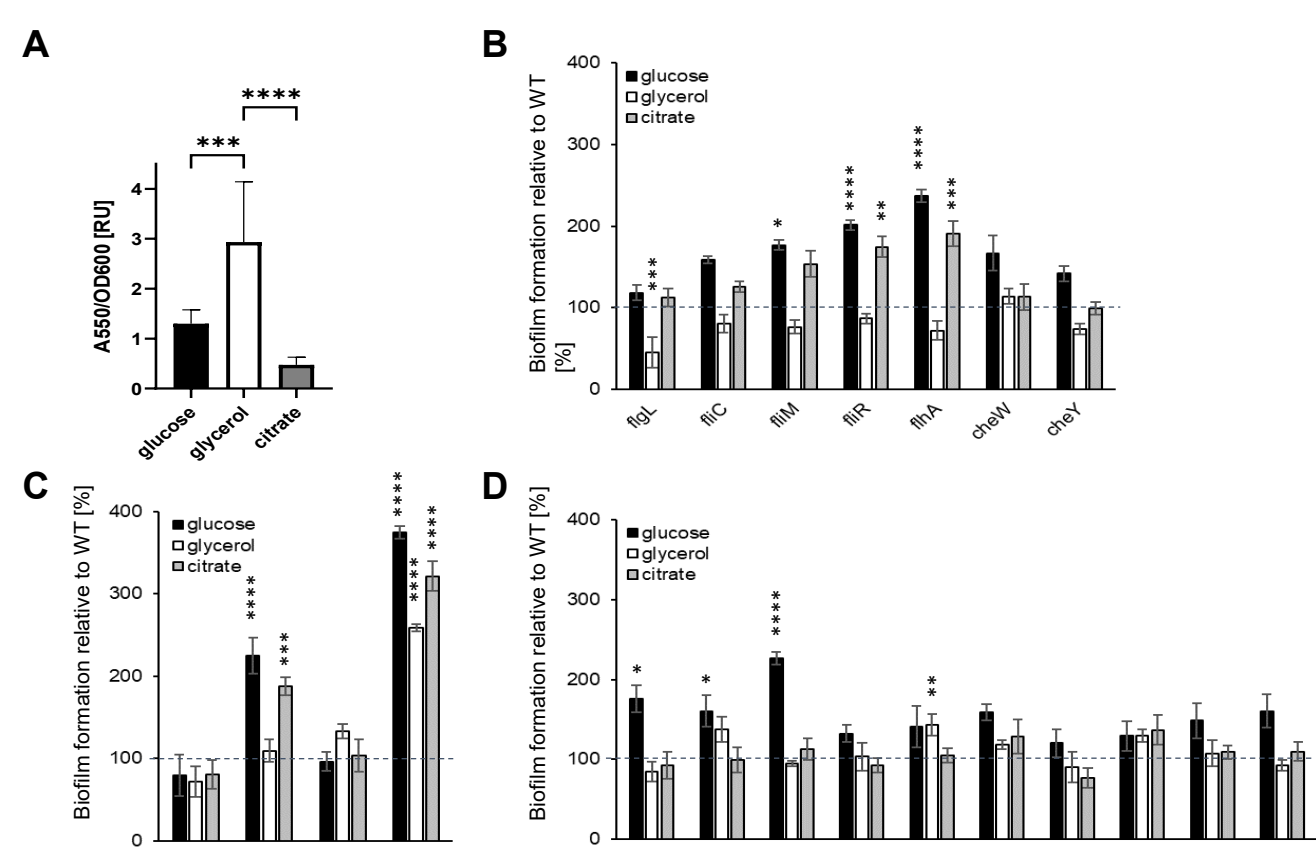 A
****
***
A550/OD600 [RU]
4
3
2
1
0
glucose
glycerol
citrate
B
Biofilm formation relative to WT
[%]
400
300
200
100
0
glucose
glycerol
citrate
***
*
****
**
****
***
flgL
fliC
fliM
fliR
flhA
cheW
cheY
C
Biofilm formation relative to WT [%]
400
300
200
100
0
glucose
glycerol
citrate
****
***
****
****
****
D
Biofilm formation relative to WT [%]
400
300
200
100
0
glucose
glycerol
citrate
*
*
****
**